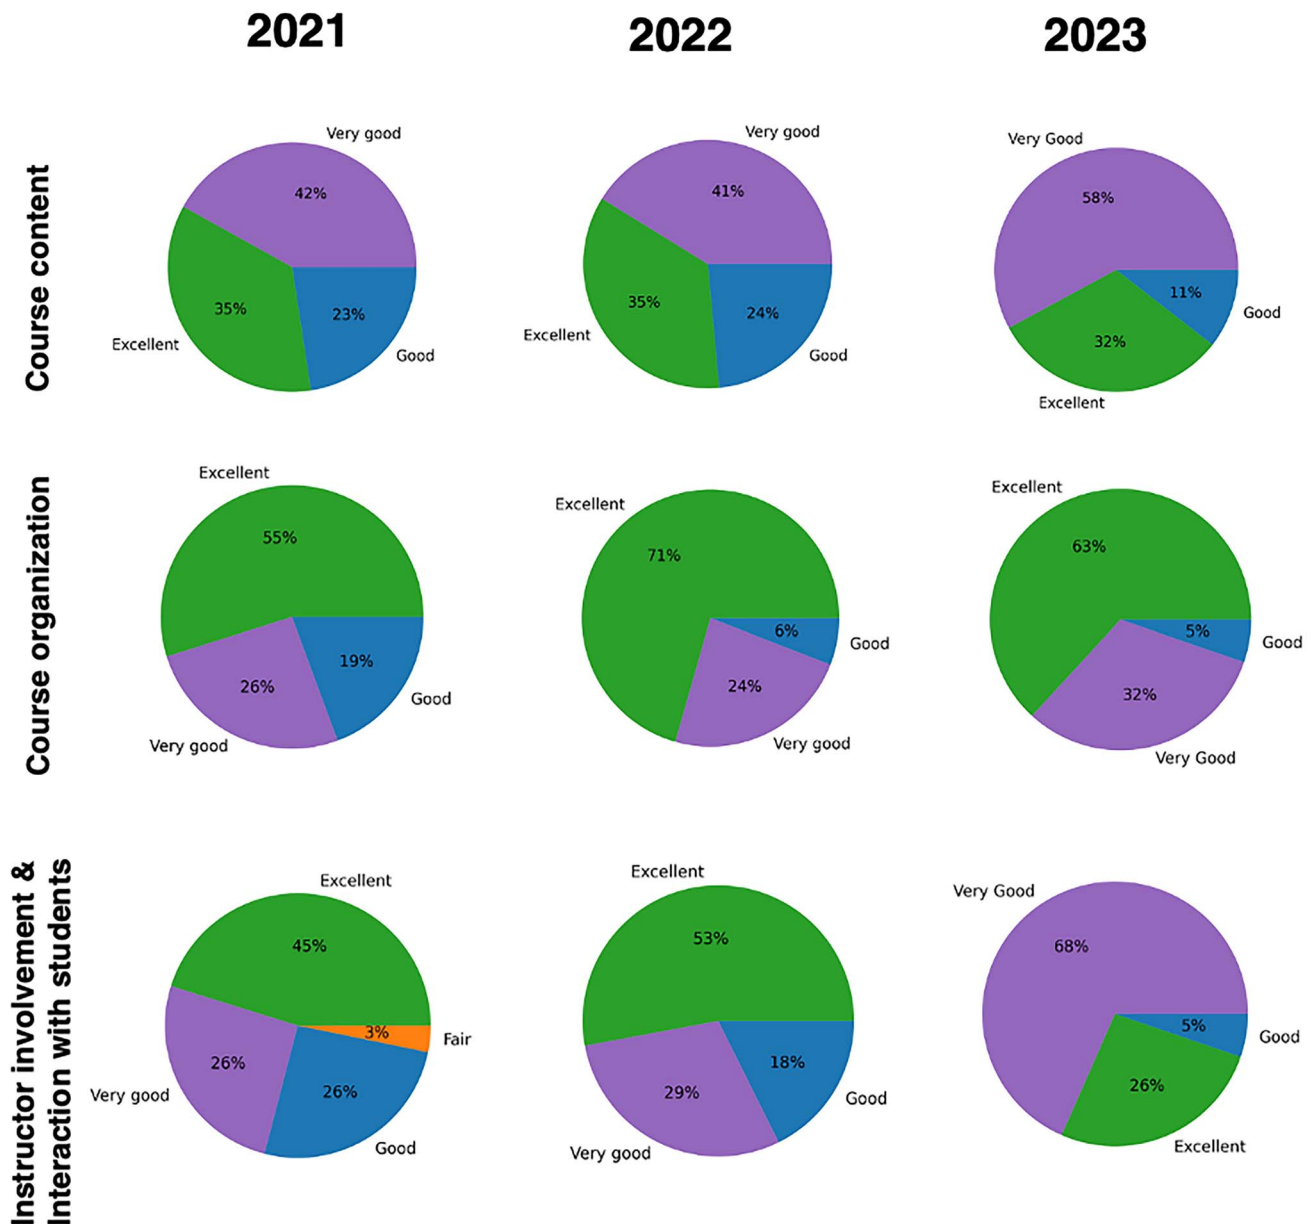 2021
2022
2023
Course content
Very good
42%
35%
23%
Excellent
Good
Very good
41%
35%
24%
Excellent
Good
Very Good
58%
11%
Good
32%
Excellent
Course organization
Excellent
55%
19%
26%
Good
Very good
Excellent
71%
6%
Good
24%
Very good
Excellent
63%
5%
Good
32%
Very Good
Instructor involvement &
Interaction with students
Excellent
45%
3%
Fair
26%
26%
Very good
Good
Excellent
53%
18%
29%
Good
Very good
Very Good
68%
5%
Good
26%
Excellent